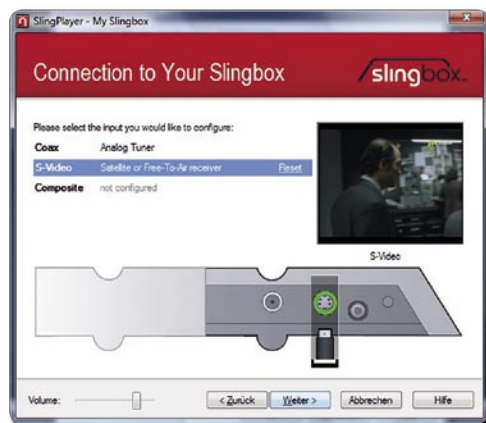 SlingPlayer - My Slingbox
Connection to Your Slingbox
slingbox.
Please select the input you would like to configure:
Coax Analog Tuner
S-Video Satellite or Free-To-Air receiver Reset
Composite not configured
S-Video
Volume: < Zurück Weiter > Abbrechen Hilfe